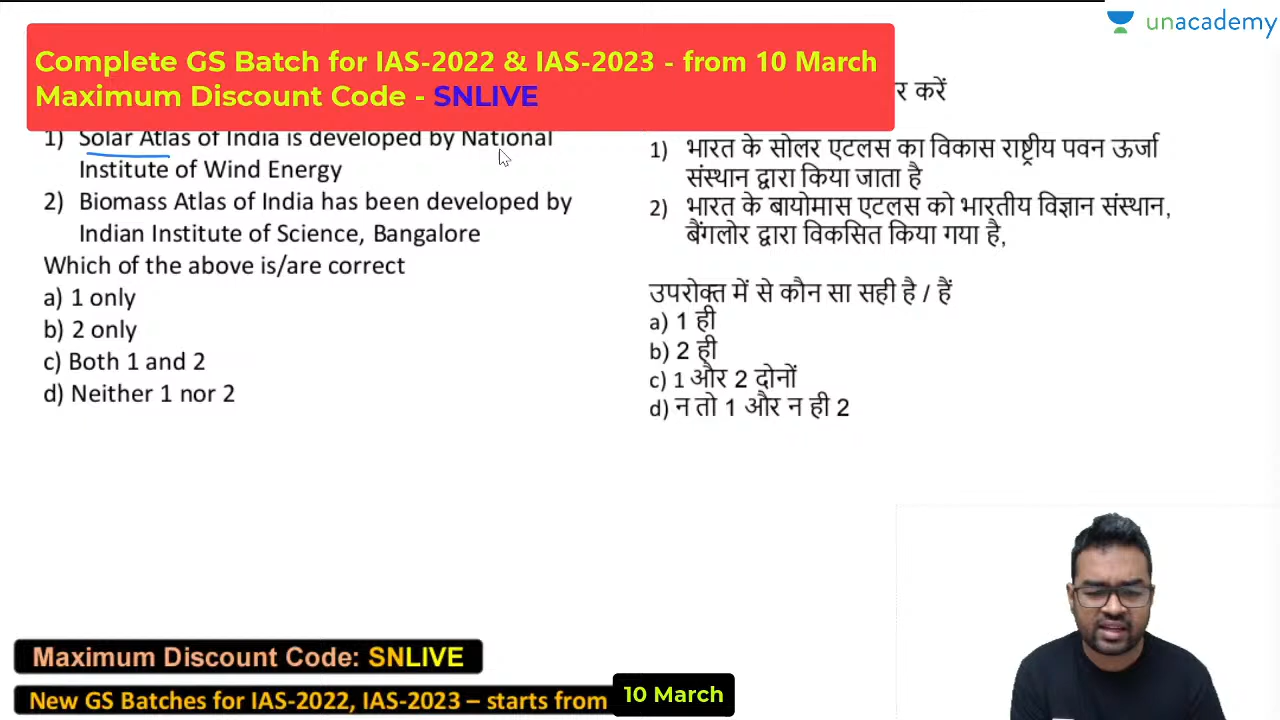 unacademy
Complete GS Batch for IAS-2022 & IAS-2023 - from 10 March
Maximum Discount Code - SNLIVE
र करें
1) Solar Atlas of India is developed by National
Institute of Wind Energy
2) Biomass Atlas of India has been developed by
Indian Institute of Science, Bangalore
Which of the above is/are correct
a) 1 only
b) 2 only
c) Both 1 and 2
d) Neither 1 nor 2
1) भारत के सोलर एटलस का विकास राष्ट्रीय पवन ऊर्जा
संस्थान द्वारा किया जाता है
2) भारत के बायोमास एटलस को भारतीय विज्ञान संस्थान,
बैंगलोर द्वारा विकसित किया गया है,
उपरोक्त में से कौन सा सही है / हैं
a) 1 ही
b) 2 ही
c) 1 और 2 दोनों
d) न तो 1 और न ही 2
Maximum Discount Code: SNLIVE
New GS Batches for IAS-2022, IAS-2023 – starts from 10 March